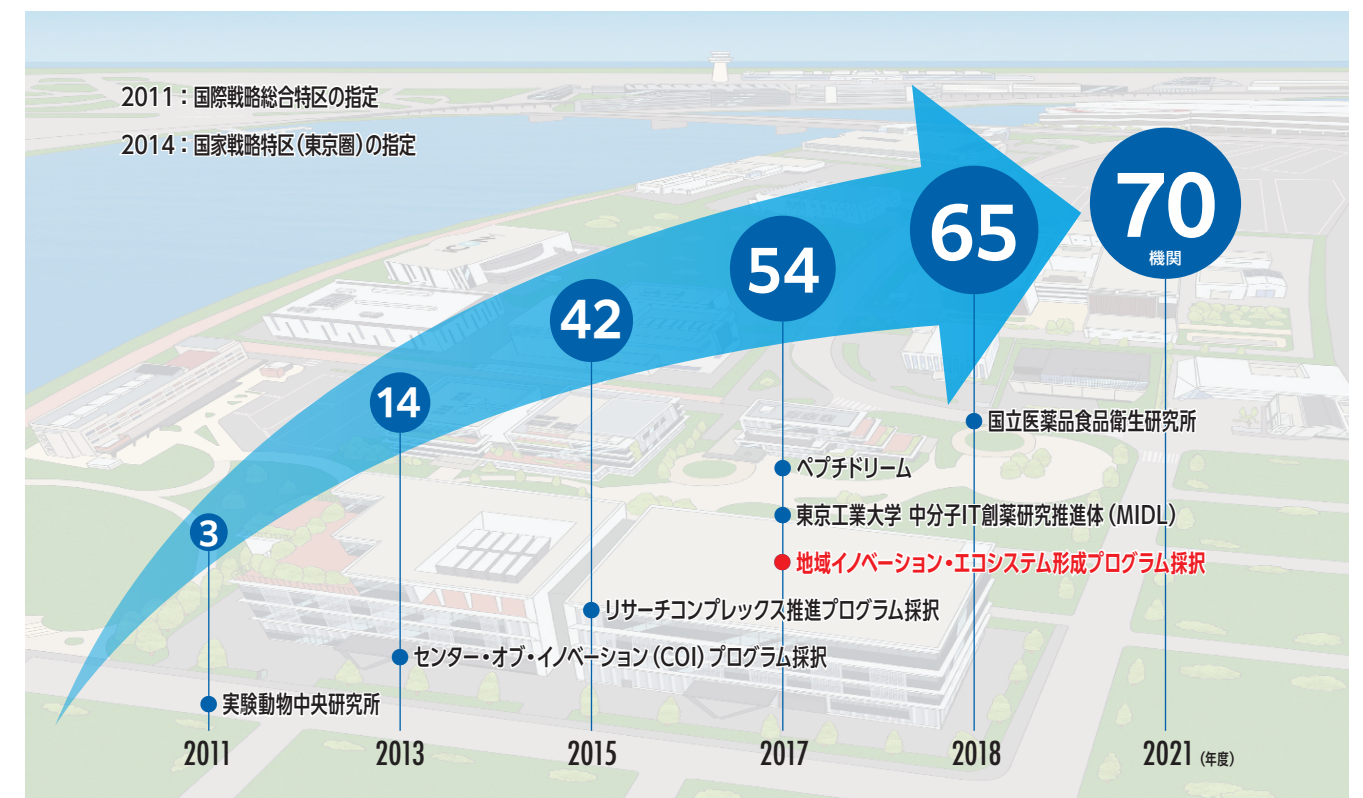 2011：国際戦略総合特区の指定
2014：国家戦略特区（東京圏）の指定
70
機関
65
54
42
14
3
国立医薬品食品衛生研究所
ペプチドリーム
東京工業大学 中分子IT創薬研究推進体（MIDL）
地域イノベーション・エコシステム形成プログラム採択
リサーチコンプレックス推進プログラム採択
センター・オブ・イノベーション（COI）プログラム採択
実験動物中央研究所
2011 2013 2015 2017 2018 2021（年度）